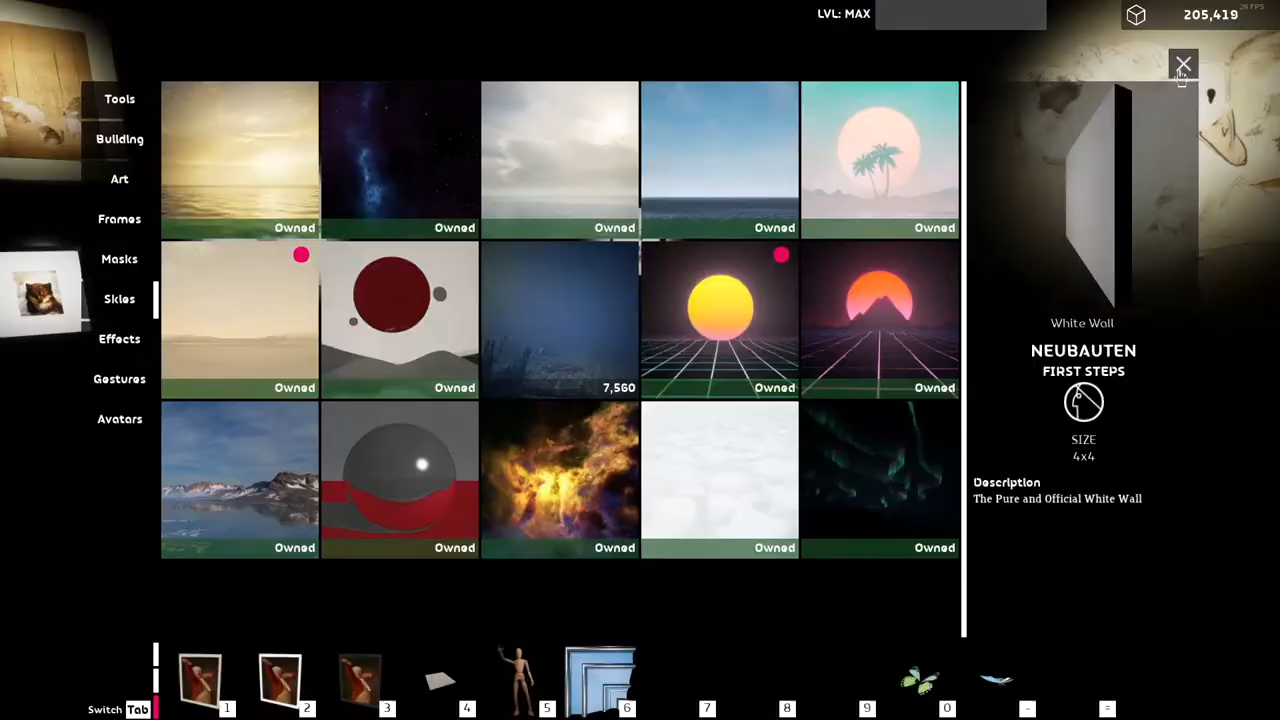 LVL: MAX
205,419
26 FPS
Tools
Building
Art
Frames
Masks
Skies
Effects
Gestures
Avatars
Owned
Owned
Owned
Owned
Owned
Owned
Owned
7,560
Owned
Owned
Owned
Owned
Owned
Owned
Owned
White Wall
NEUBAUTEN
FIRST STEPS
SIZE
4x4
Description
The Pure and Official White Wall
Switch Tab
1
2
3
4
5
6
7
8
9
0
-
=